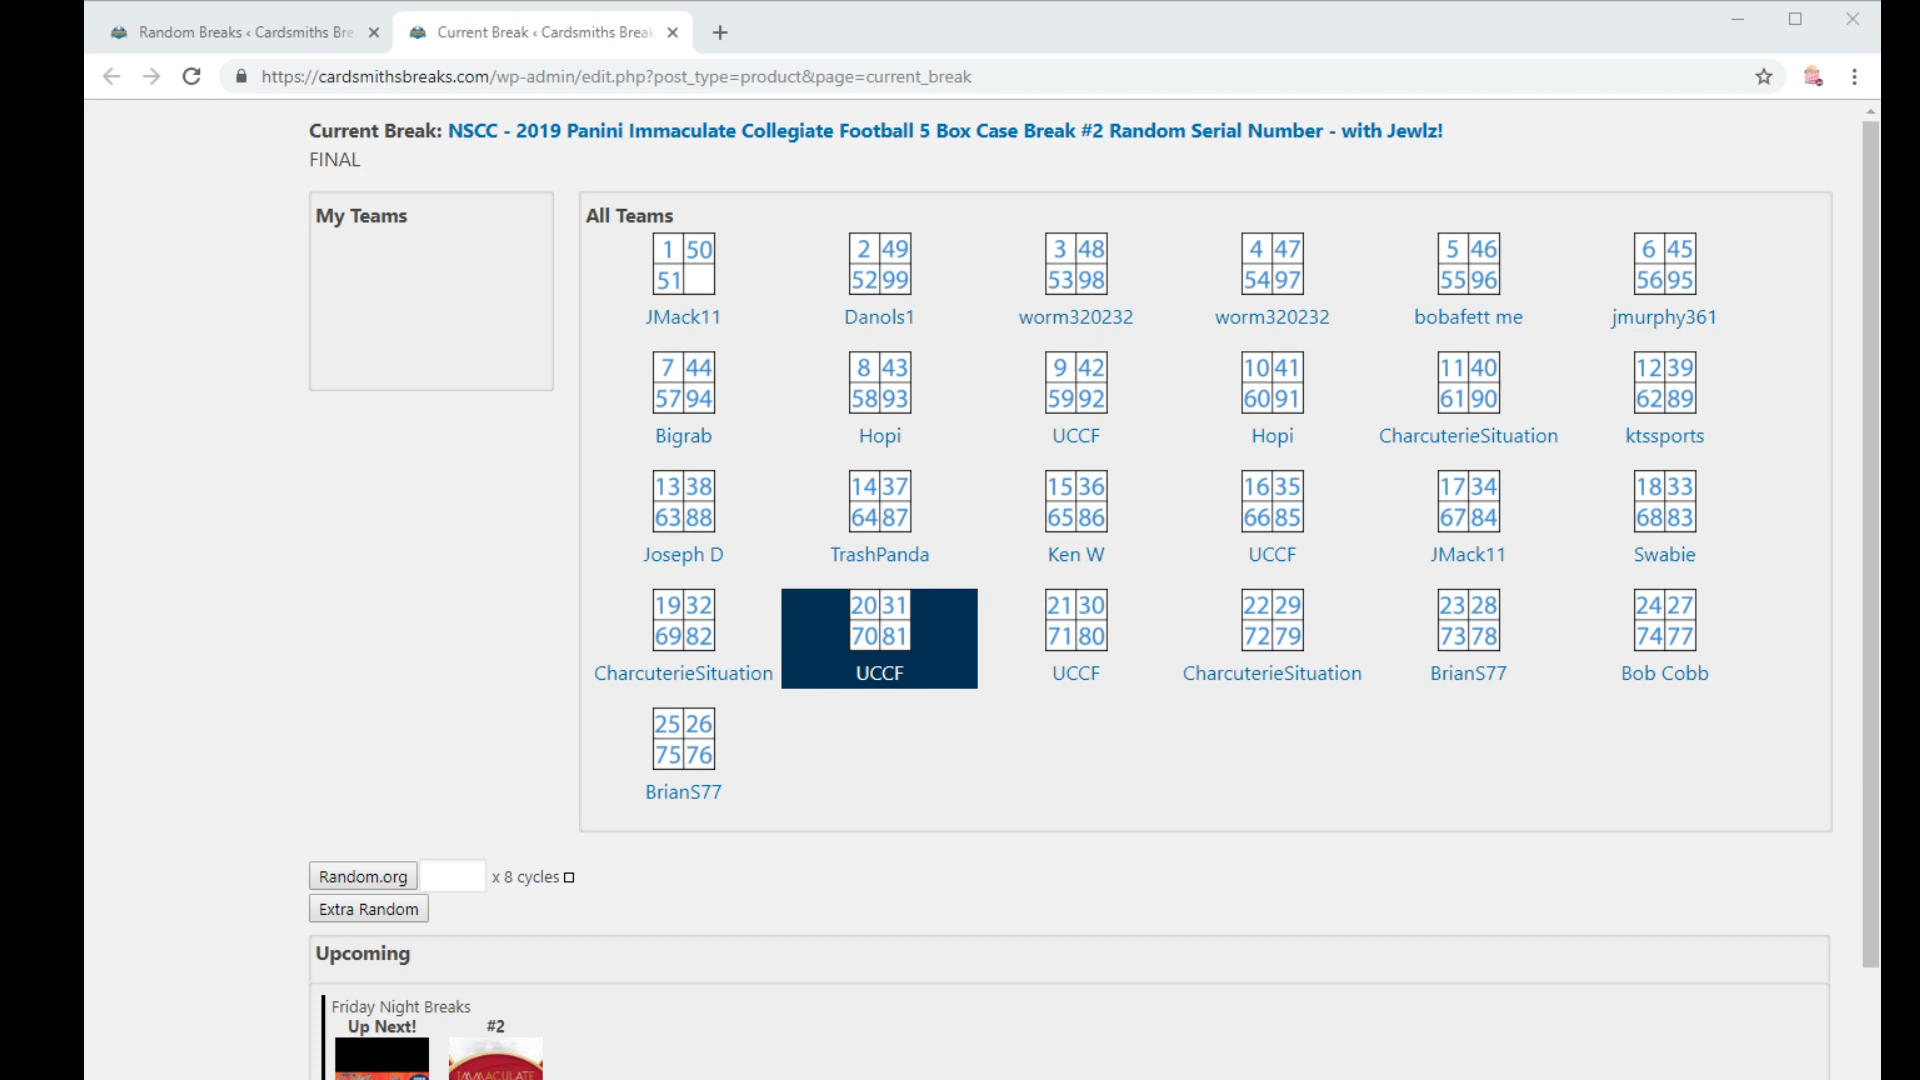 Random Breaks ‹ Cardsmiths Bre
Current Break ‹ Cardsmiths Break
https://cardsmithsbreaks.com/wp-admin/edit.php?post_type=product&page=current_break
Current Break: NSCC - 2019 Panini Immaculate Collegiate Football 5 Box Case Break #2 Random Serial Number - with Jewlz!
FINAL
My Teams
All Teams
1 50 2 49 3 48 4 47 5 46 6 45
51 52 99 53 98 54 97 55 96 56 95
JMack11 Danols1 worm320232 worm320232 bobafett me jmurphy361
7 44 8 43 9 42 10 41 11 40 12 39
57 94 58 93 59 92 60 91 61 90 62 89
Bigrab Hopi UCCF Hopi CharcuterieSituation ktssports
13 38 14 37 15 36 16 35 17 34 18 33
63 88 64 87 65 86 66 85 67 84 68 83
Joseph D TrashPanda Ken W UCCF JMack11 Swabie
19 32 20 31 21 30 22 29 23 28 24 27
69 82 70 81 71 80 72 79 73 78 74 77
CharcuterieSituation UCCF UCCF CharcuterieSituation BrianS77 Bob Cobb
25 26
75 76
BrianS77
Random.org x 8 cycles
Extra Random
Upcoming
Friday Night Breaks
Up Next! #2
IMMACULATE